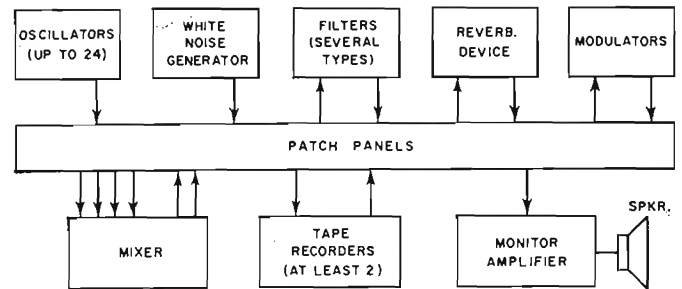 OSCILLATORS
(UP TO 24)
WHITE
NOISE
GENERATOR
FILTERS
(SEVERAL
TYPES)
REVERB.
DEVICE
MODULATORS
PATCH PANELS
MIXER
TAPE
RECORDERS
(AT LEAST 2)
MONITOR
AMPLIFIER
SPKR.